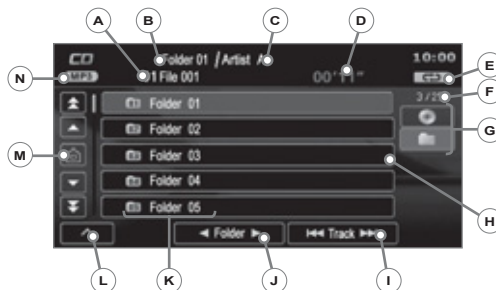 A
B
C
D
CD
Folder 01 / Artist A
10:00
E
N
MP3
01 File 001
00'11"
F
3/25
Folder 01
G
Folder 02
M
Folder 03
H
Folder 04
Folder 05
◄ Folder ►
⏮ Track ⏭
L
K
J
I